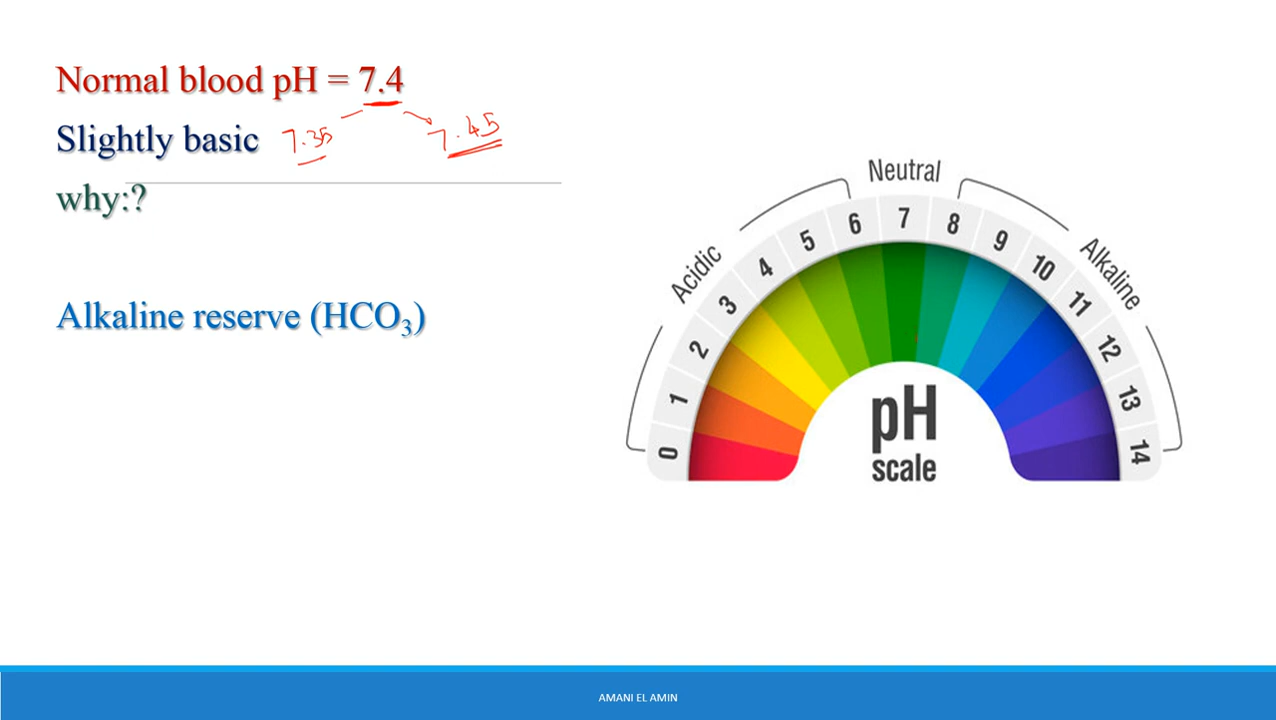 Normal blood pH = 7.4
Slightly basic 7.35 7.45
why:?
Alkaline reserve (HCO₃)
Neutral
Acidic
Alkaline
0 1 2 3 4 5 6 7 8 9 10 11 12 13 14
pH
scale
AMANI EL AMIN